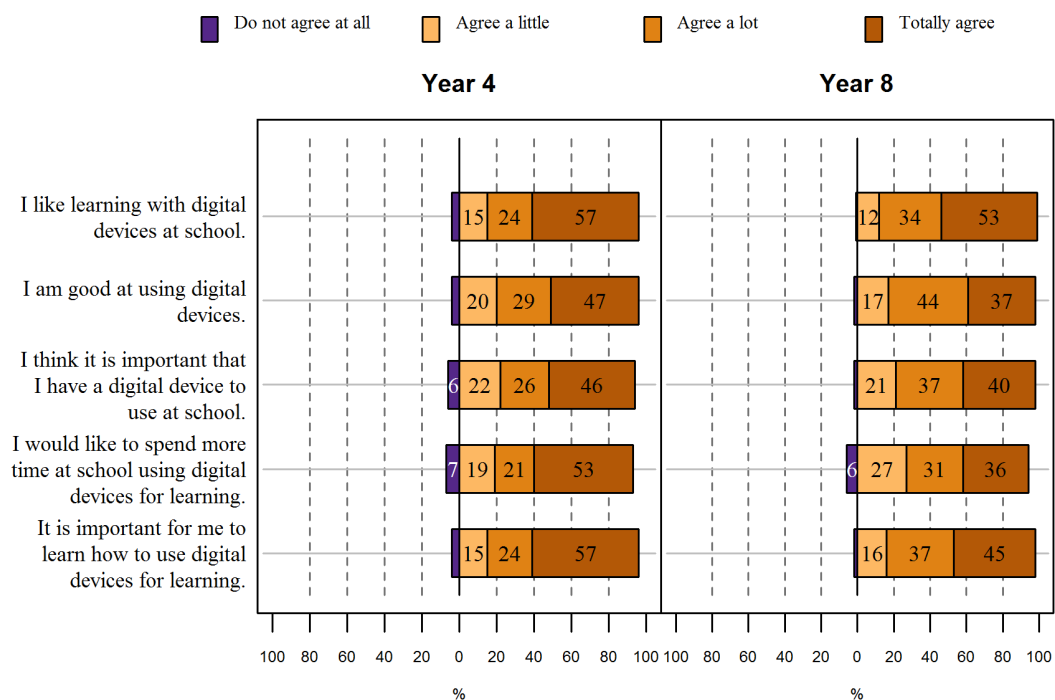 Do not agree at all Agree a little Agree a lot Totally agree
Year 4 Year 8
I like learning with digital
devices at school.
15 24 57 12 34 53
I am good at using digital
devices.
20 29 47 17 44 37
I think it is important that
I have a digital device to
use at school.
6 22 26 46 21 37 40
I would like to spend more
time at school using digital
devices for learning.
7 19 21 53 6 27 31 36
It is important for me to
learn how to use digital
devices for learning.
15 24 57 16 37 45
100 80 60 40 20 0 20 40 60 80 100 100 80 60 40 20 0 20 40 60 80 100
% %